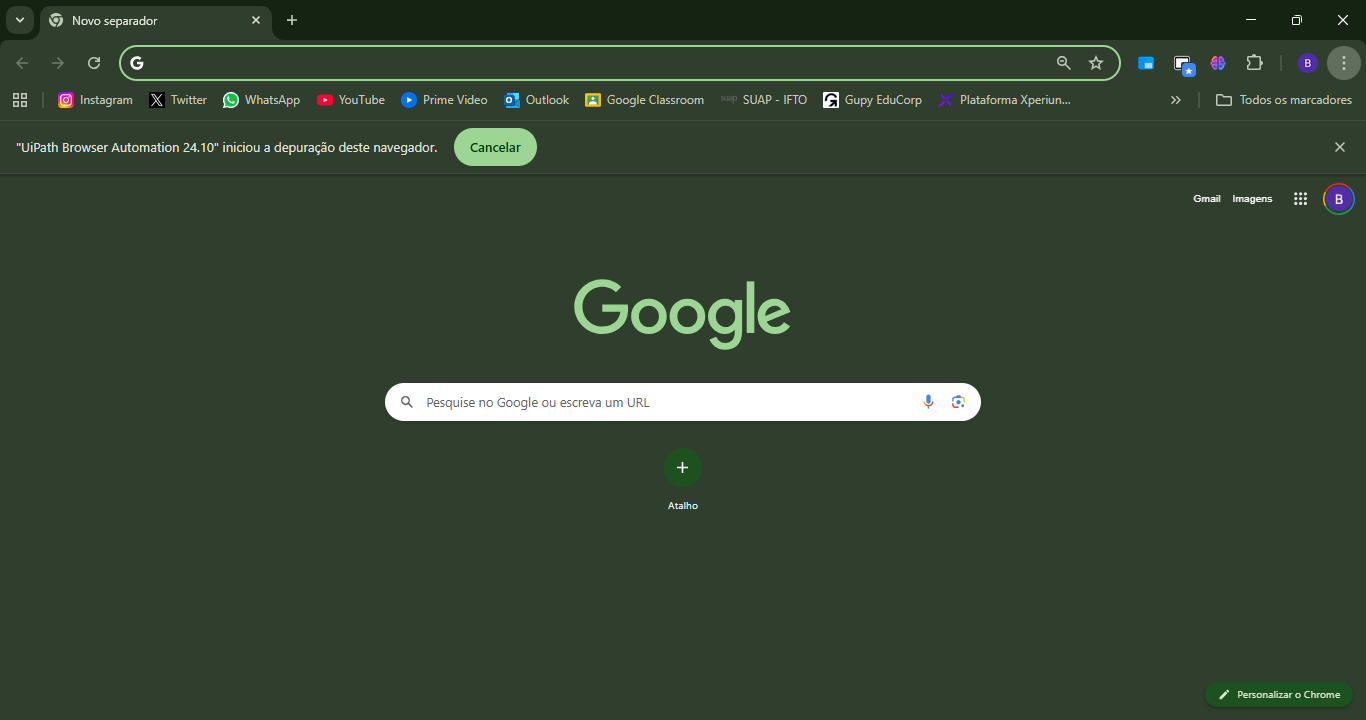 Novo separador
Instagram Twitter WhatsApp YouTube Prime Video Outlook Google Classroom suap SUAP - IFTO Gupy EduCorp Plataforma Xperiun... Todos os marcadores
"UiPath Browser Automation 24.10" iniciou a depuração deste navegador. Cancelar
Gmail Imagens B
Google
Pesquise no Google ou escreva um URL
Atalho
Personalizar o Chrome